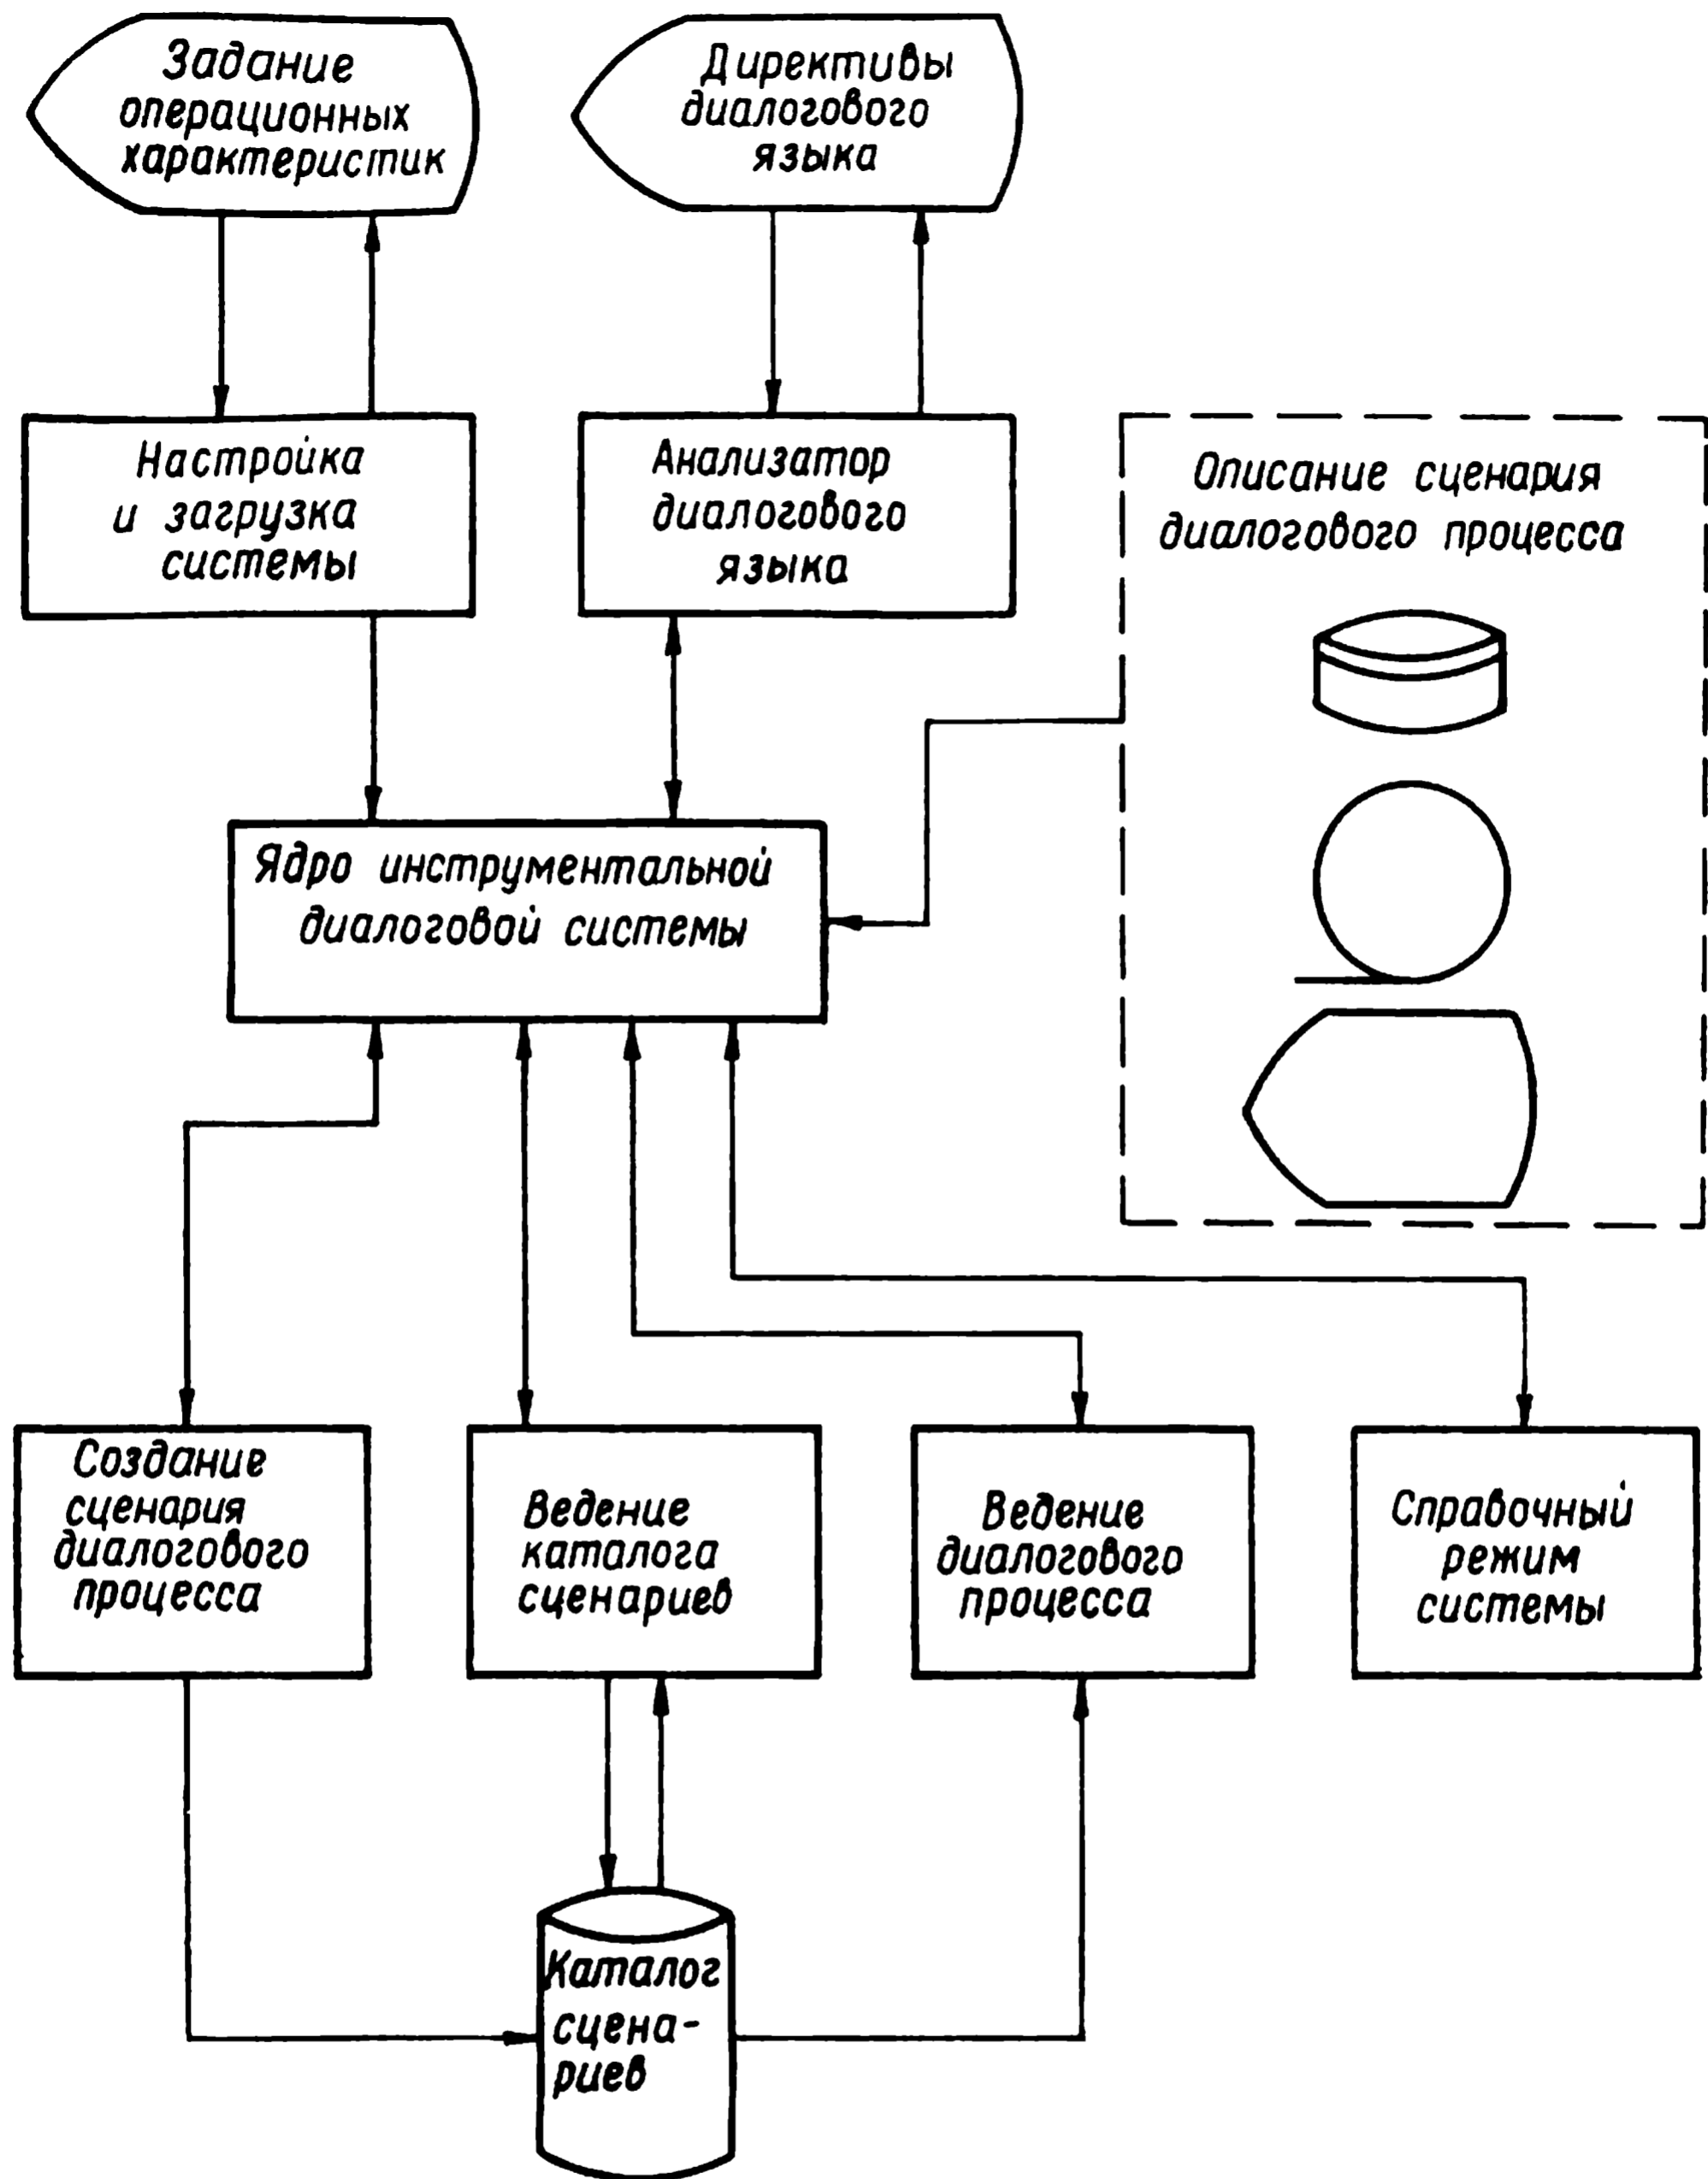 Задание
операционных
характеристик
Директивы
диалогового
языка
Настройка
и загрузка
системы
Анализатор
диалогового
языка
Описание сценария
диалогового процесса
Ядро инструментальной
диалоговой системы
Создание
сценария
диалогового
процесса
Ведение
каталога
сценариев
Ведение
диалогового
процесса
Справочный
режим
системы
Каталог
сцена-
риев